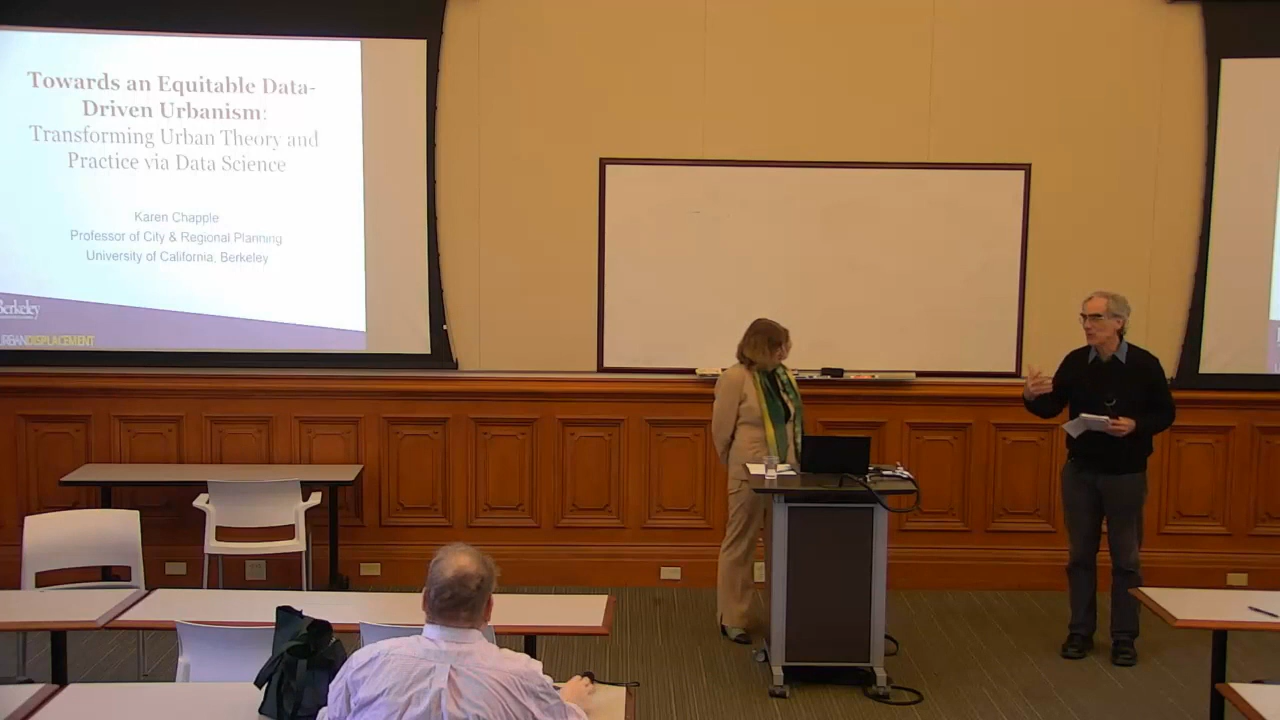 Towards an Equitable Data-
Driven Urbanism:
Transforming Urban Theory and
Practice via Data Science
Karen Chapple
Professor of City & Regional Planning
University of California, Berkeley
Berkeley
URBANDISPLACEMENT